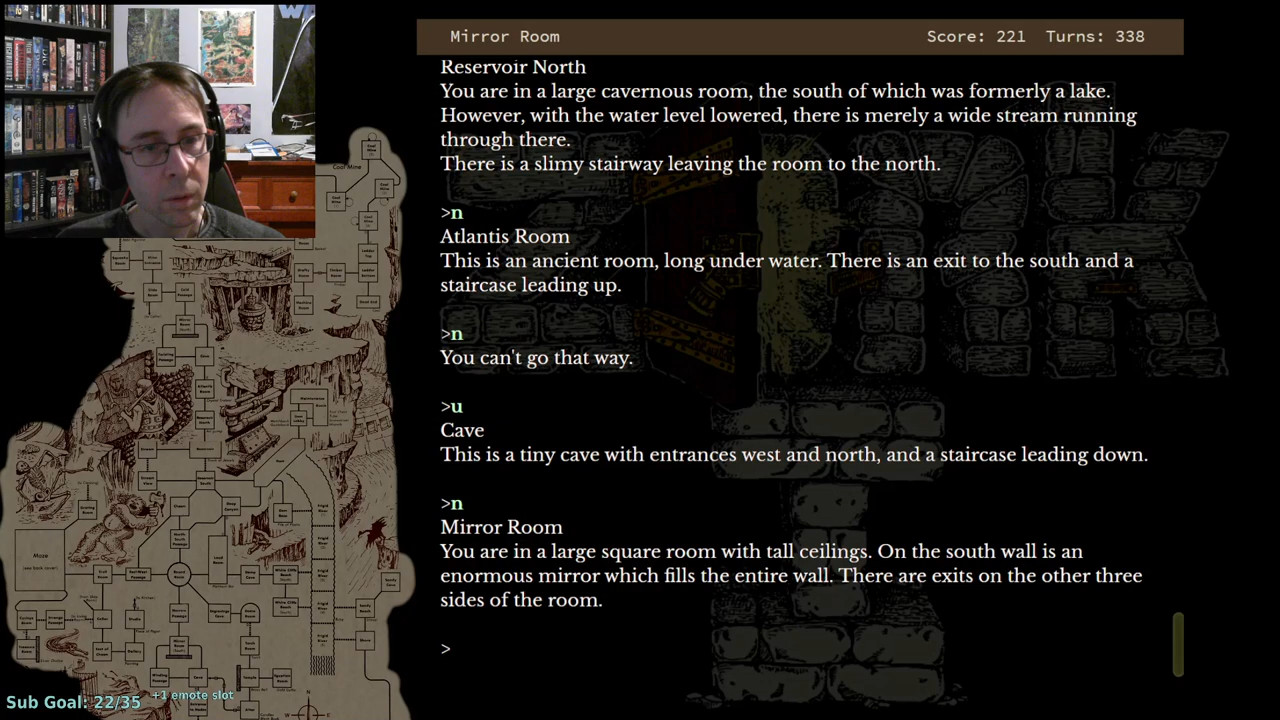 Mirror Room Score: 221 Turns: 338
Reservoir North
You are in a large cavernous room, the south of which was formerly a lake.
However, with the water level lowered, there is merely a wide stream running
through there.
There is a slimy stairway leaving the room to the north.
>n
Atlantis Room
This is an ancient room, long under water. There is an exit to the south and a
staircase leading up.
>n
You can't go that way.
>u
Cave
This is a tiny cave with entrances west and north, and a staircase leading down.
>n
Mirror Room
You are in a large square room with tall ceilings. On the south wall is an
enormous mirror which fills the entire wall. There are exits on the other three
sides of the room.
>
Coal Mine
Maze
Sub Goal: 22/35
+1 emote slot